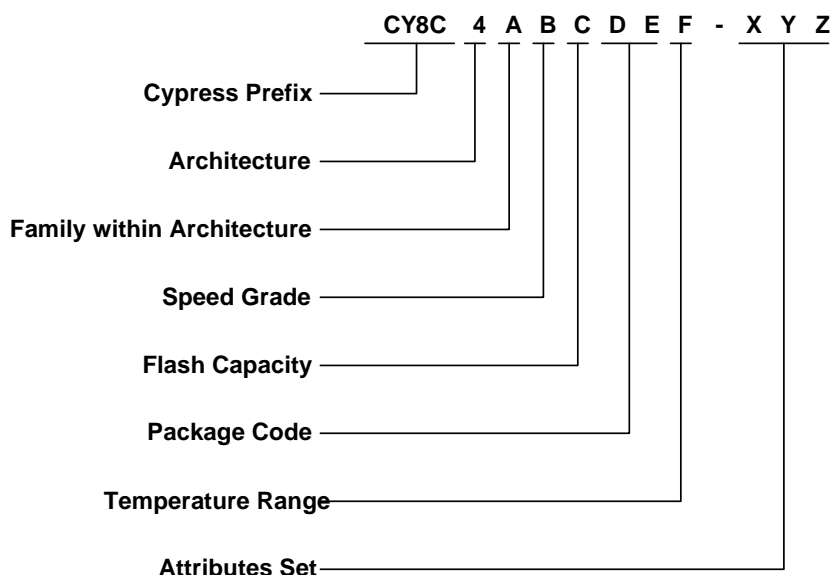 CY8C 4 A B C D E F - X Y Z
Cypress Prefix
Architecture
Family within Architecture
Speed Grade
Flash Capacity
Package Code
Temperature Range
Attributes Set